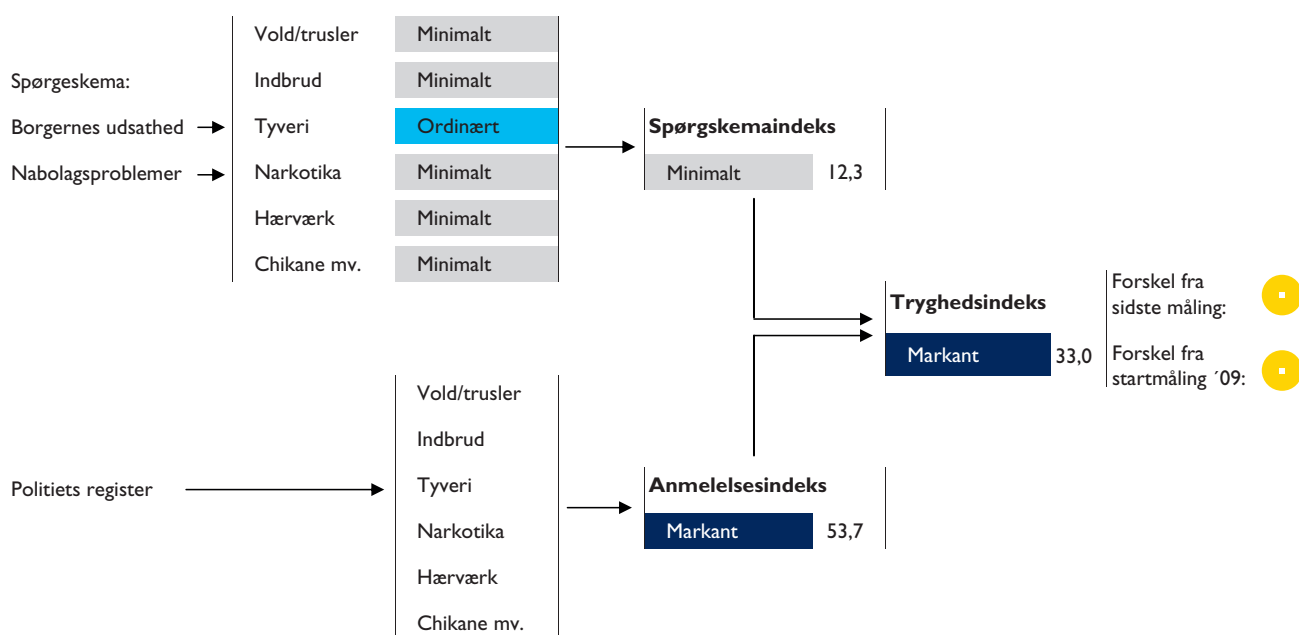 Spørgeskema:
Borgernes udsathed
Nabolagsproblemer
Vold/trusler Minimalt
Indbrud Minimalt
Tyveri Ordinært
Narkotika Minimalt
Hærværk Minimalt
Chikane mv. Minimalt
Spørgskemaindeks
Minimalt 12,3
Politiets register
Vold/trusler
Indbrud
Tyveri
Narkotika
Hærværk
Chikane mv.
Anmelelsesindeks
Markant 53,7
Tryghedsindeks
Markant 33,0
Forskel fra
sidste måling:
Forskel fra
startmåling ´09: